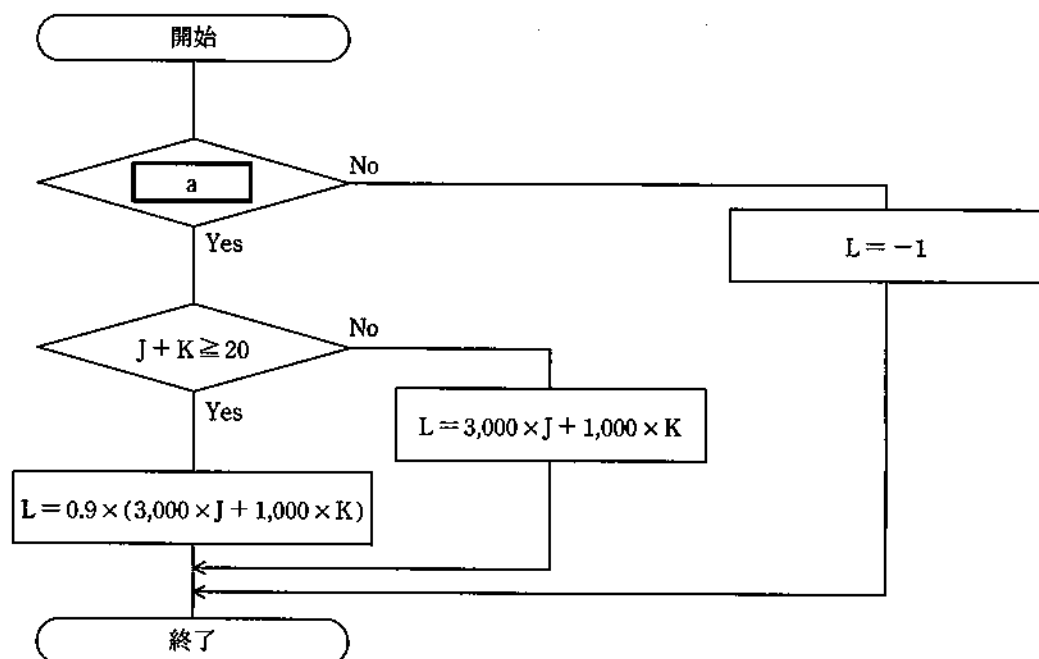 開始
a
No
Yes
L=-1
J+K≧20
No
Yes
L=3,000×J+1,000×K
L=0.9×(3,000×J+1,000×K)
終了